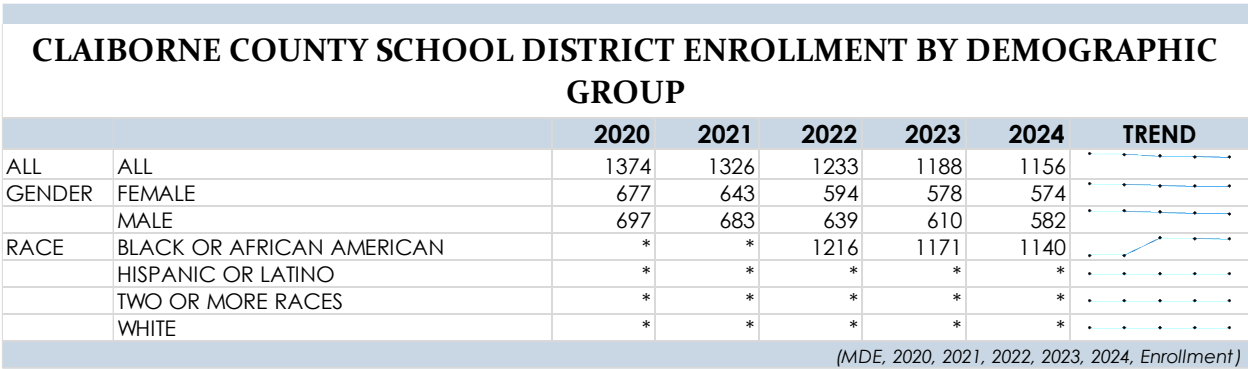 CLAIBORNE COUNTY SCHOOL DISTRICT ENROLLMENT BY DEMOGRAPHIC
GROUP
2020 2021 2022 2023 2024 TREND
ALL ALL 1374 1326 1233 1188 1156
GENDER FEMALE 677 643 594 578 574
MALE 697 683 639 610 582
RACE BLACK OR AFRICAN AMERICAN * * 1216 1171 1140
HISPANIC OR LATINO * * * * *
TWO OR MORE RACES * * * * *
WHITE * * * * *
(MDE, 2020, 2021, 2022, 2023, 2024, Enrollment)